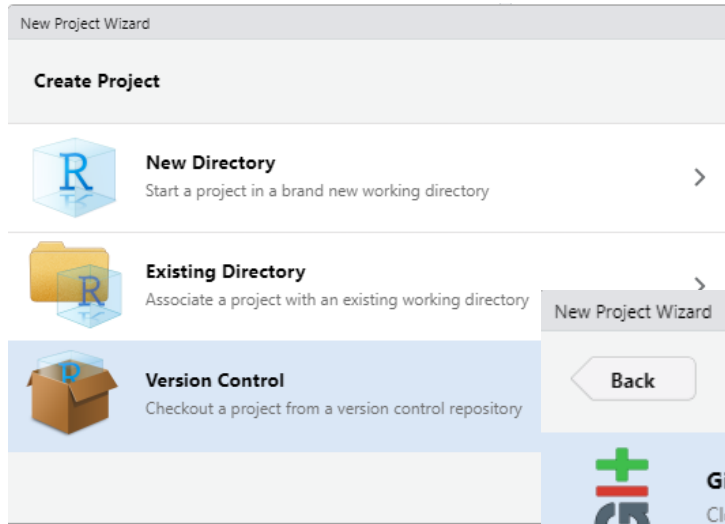 New Project Wizard
Create Project
New Directory
Start a project in a brand new working directory
Existing Directory
Associate a project with an existing working directory
Version Control
Checkout a project from a version control repository
New Project Wizard
Back